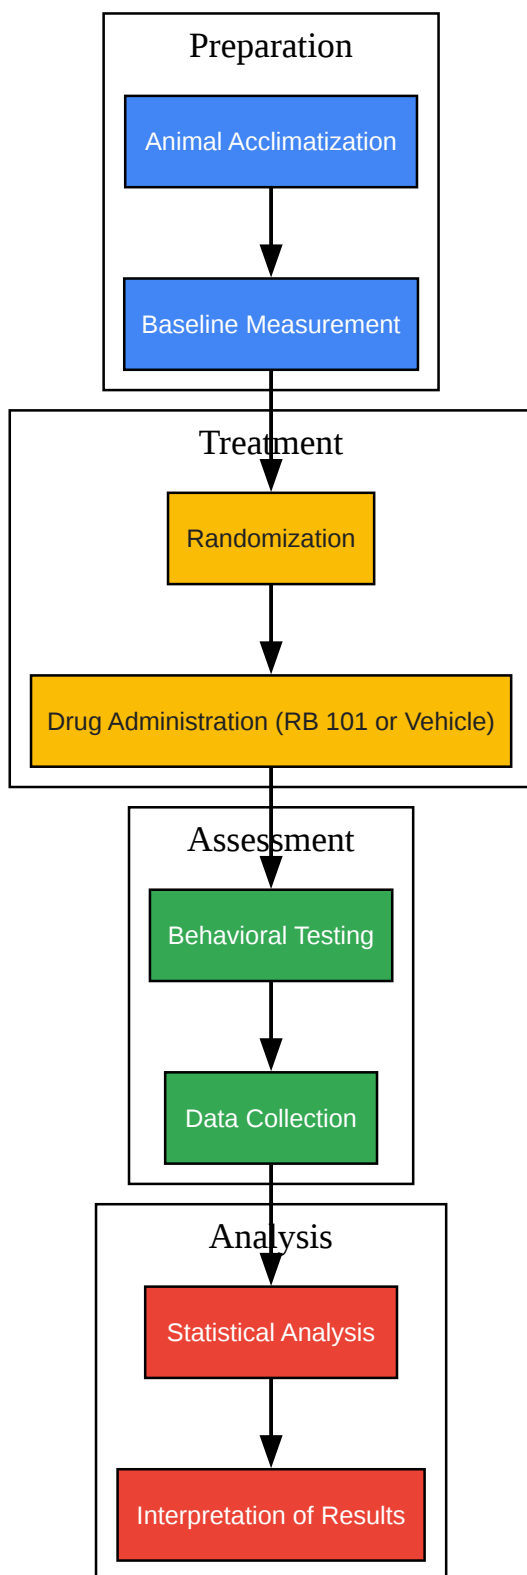 Preparation
Animal Acclimatization
Baseline Measurement
Treatment
Randomization
Drug Administration (RB 101 or Vehicle)
Assessment
Behavioral Testing
Data Collection
Analysis
Statistical Analysis
Interpretation of Results